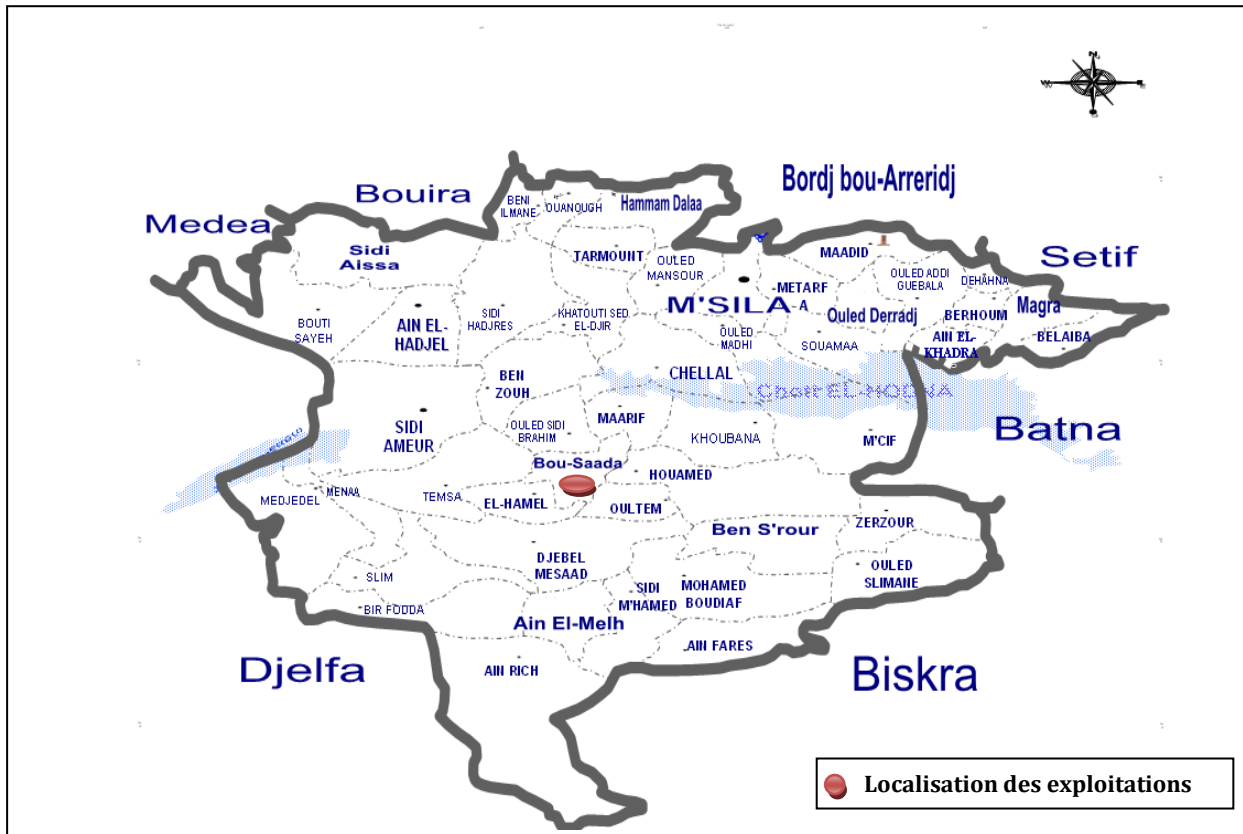 N
W
E
S
Bordj bou-Arreridj
Bouira
Medea
Setif
BENI
ILMANE
OUANOUGH
Hammam Dalaa
Sidi
Aissa
TARMOUNT
OULED
MANSOUR
MAADID
OULED ADDI
GUEBALA
DEHAHNA
Magra
M'SILA
METARF
A
Ouled Derradj
BERHOUM
BOUTI
SAYEH
AIN EL-
HADJEL
SIDI
HADJRES
KHATOUTI SED
EL-DJIR
OULED
MADHI
SOUAMAA
AIN EL-
KHADRA
BELAIBA
BEN
ZOUH
CHELLAL
Chott EL-HODNA
SIDI
AMEUR
OULED SIDI
BRAHIM
MAARIF
KHOUBANA
M'CIF
Batna
Bou-Saada
HOUAMED
MEDJEDEL
MENAA
TEMSA
EL-HAMEL
OULTEM
Ben S'rour
ZERZOUR
DJEBEL
MESAAD
OULED
SLIMANE
SLIM
SIDI
M'HAMED
MOHAMED
BOUDIAF
BIR FODDA
Ain El-Melh
AIN FARES
AIN RICH
Djelfa
Biskra
Localisation des exploitations